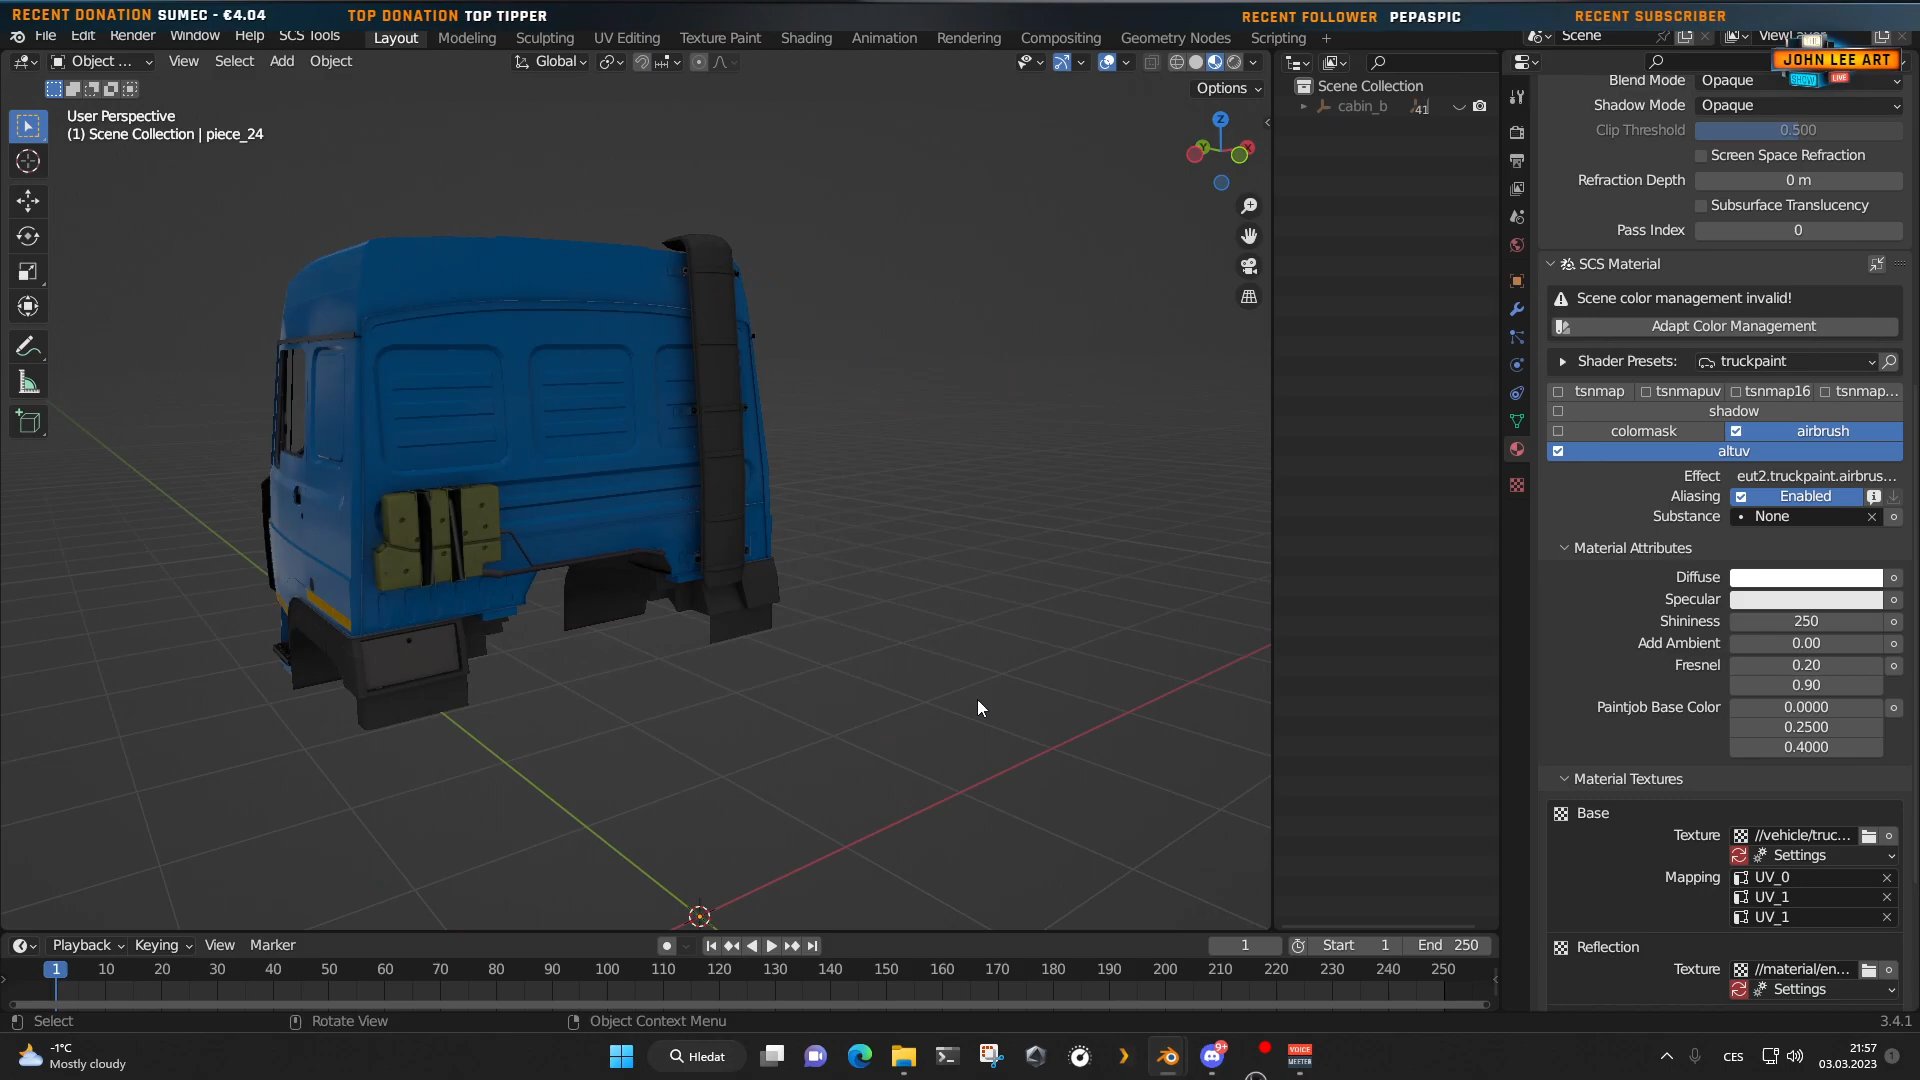 RECENT DONATION SUMEC - €4.04
TOP DONATION TOP TIPPER
RECENT FOLLOWER PEPASPIC
RECENT SUBSCRIBER
File Edit Render Window Help SCS Tools
Layout Modeling Sculpting UV Editing Texture Paint Shading Animation Rendering Compositing Geometry Nodes Scripting +
Scene
ViewLayer
JOHN LEE ART
SHOW LIVE
Object ... View Select Add Object
Global
Options
User Perspective
(1) Scene Collection | piece_24
Z
Y
X
Scene Collection
cabin_b 41
Blend Mode Opaque
Shadow Mode Opaque
Clip Threshold 0.500
Screen Space Refraction
Refraction Depth 0 m
Subsurface Translucency
Pass Index 0
SCS Material
Scene color management invalid!
Adapt Color Management
Shader Presets: truckpaint
tsnmap tsnmapuv tsnmap16 tsnmap...
shadow
colormask airbrush
altuv
Effect eut2.truckpaint.airbrus...
Aliasing Enabled
Substance None
Material Attributes
Diffuse
Specular
Shininess 250
Add Ambient 0.00
Fresnel 0.20
0.90
Paintjob Base Color 0.0000
0.2500
0.4000
Material Textures
Base
Texture //vehicle/truc...
Settings
Mapping UV_0
UV_1
UV_1
Reflection
Texture //material/en...
Settings
Playback Keying View Marker
1 Start 1 End 250
1 10 20 30 40 50 60 70 80 90 100 110 120 130 140 150 160 170 180 190 200 210 220 230 240 250
Select Rotate View Object Context Menu 3.4.1
-1°C
Mostly cloudy
Hledat
9+
VOICE
MEETER
CES
21:57
03.03.2023
1